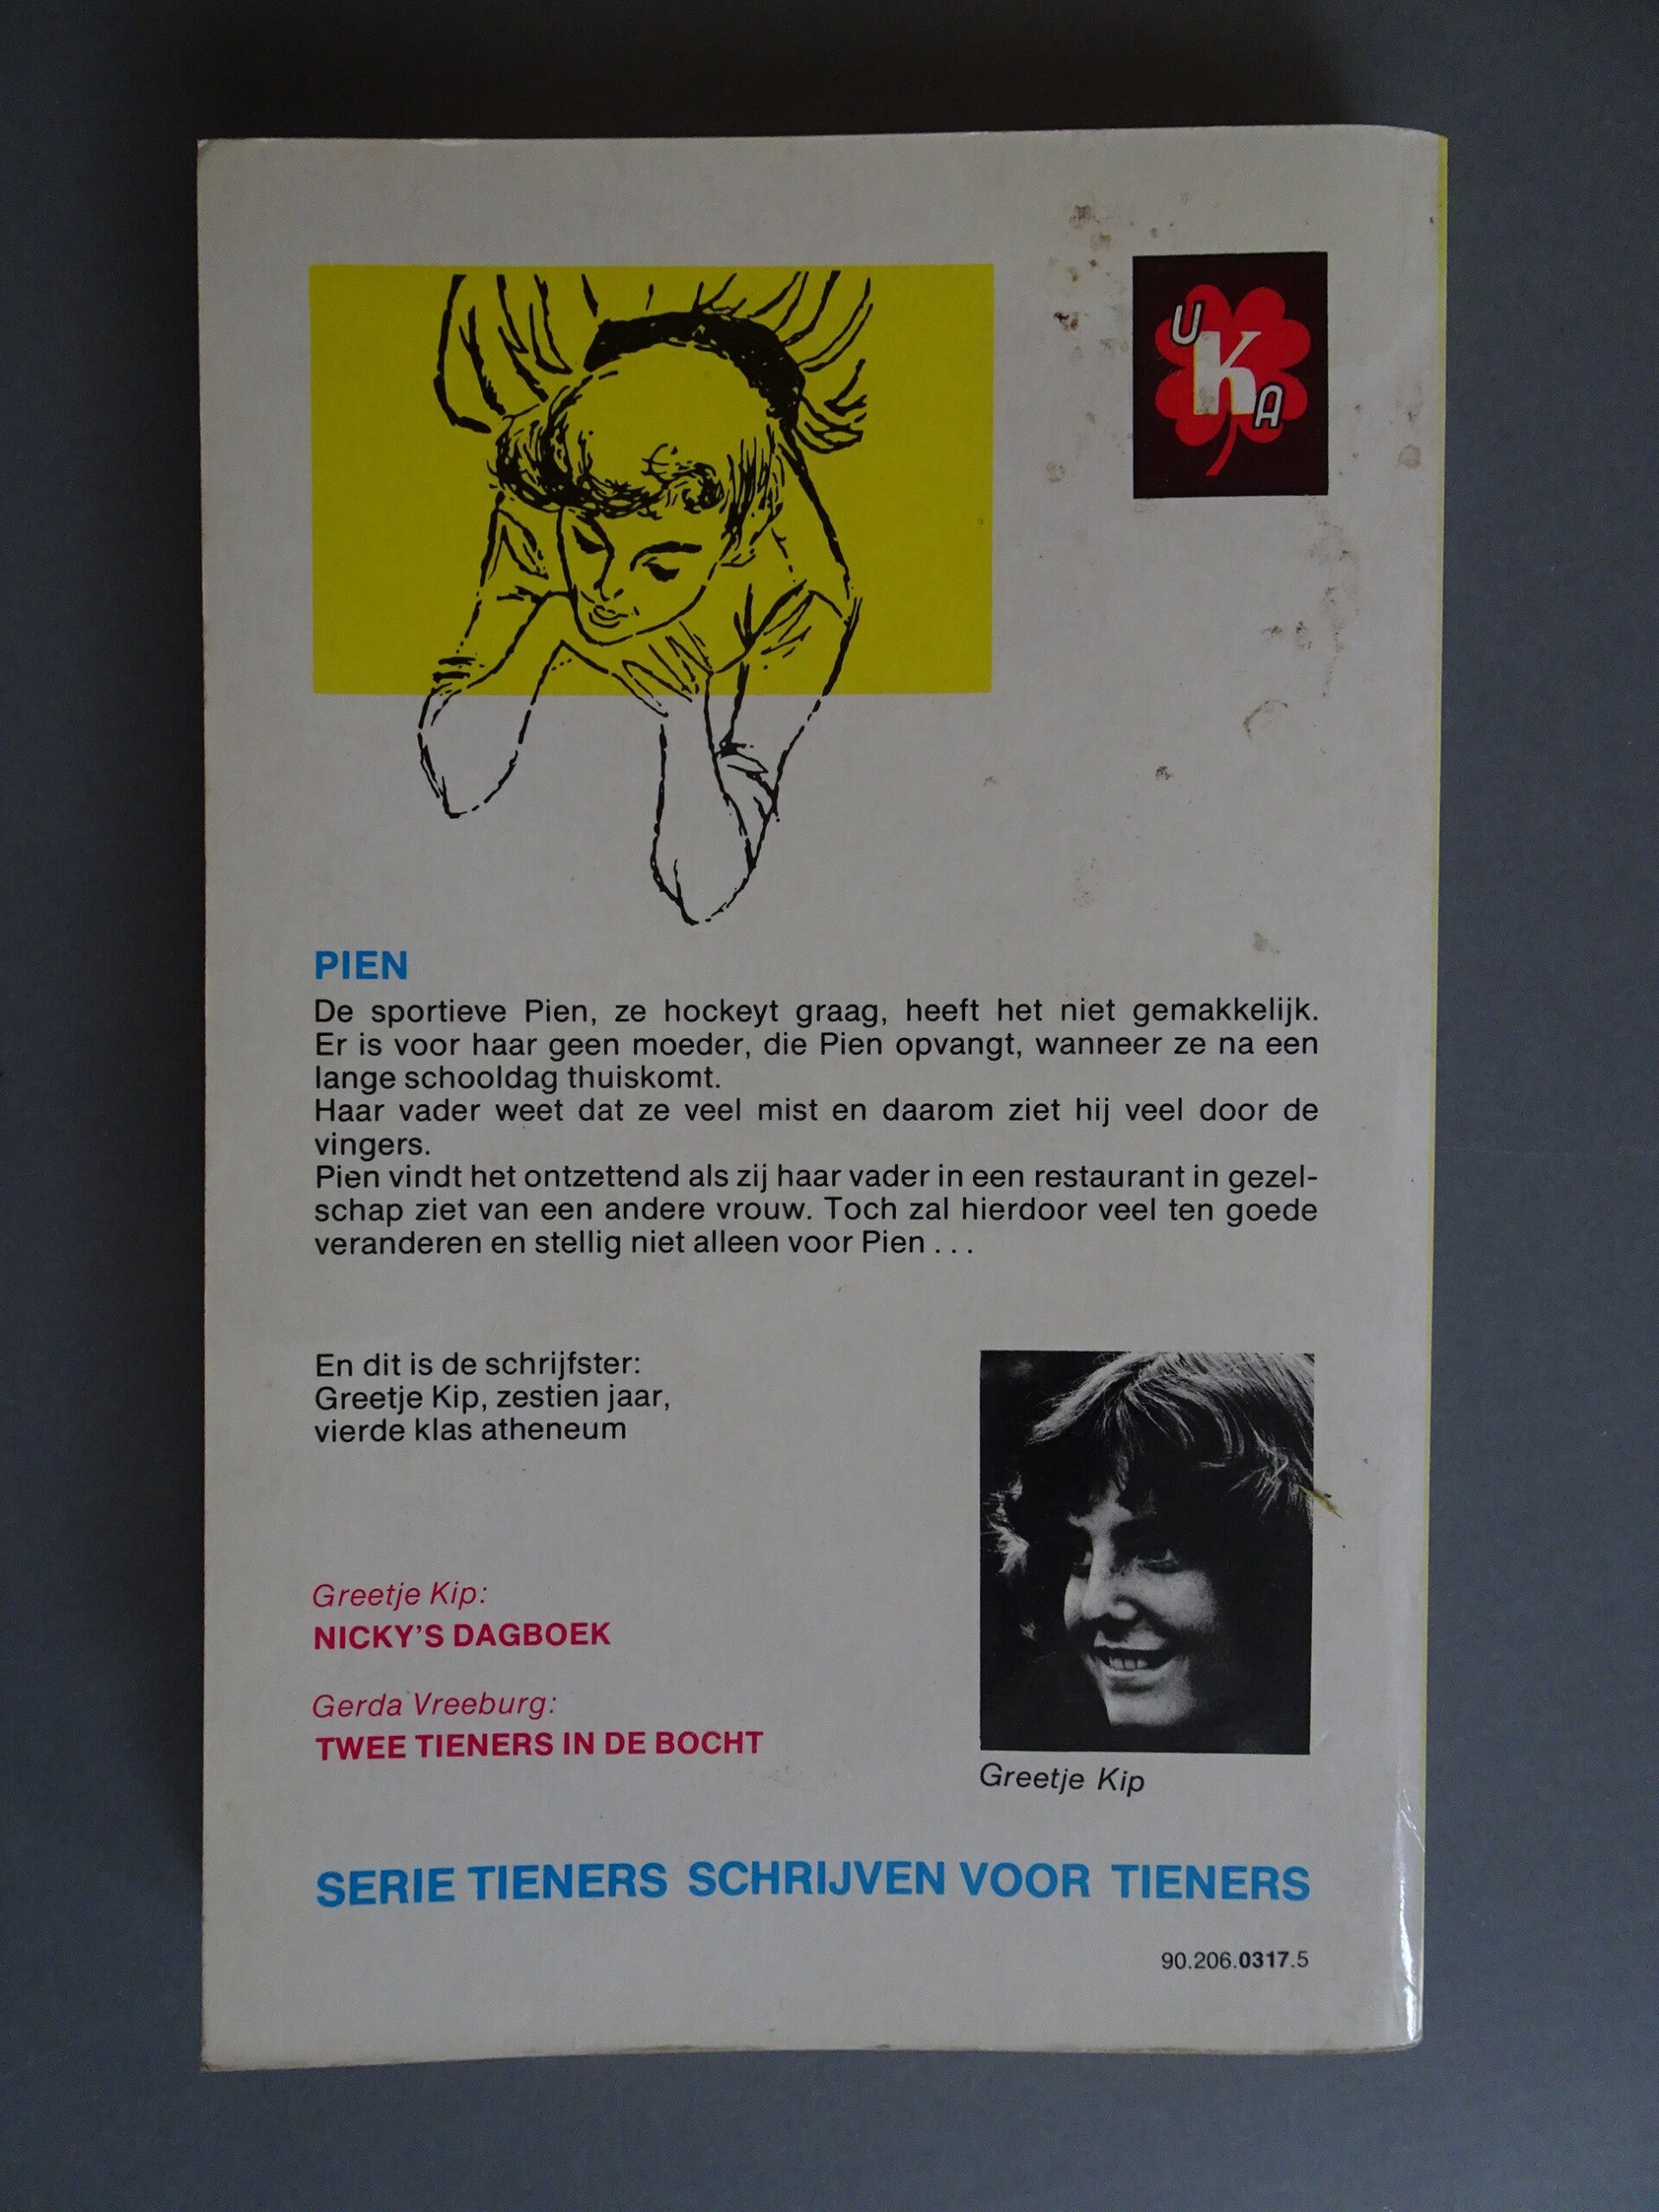 U
K
A
PIEN
De sportieve Pien, ze hockeyt graag, heeft het niet gemakkelijk.
Er is voor haar geen moeder, die Pien opvangt, wanneer ze na een
lange schooldag thuiskomt.
Haar vader weet dat ze veel mist en daarom ziet hij veel door de
vingers.
Pien vindt het ontzettend als zij haar vader in een restaurant in gezel-
schap ziet van een andere vrouw. Toch zal hierdoor veel ten goede
veranderen en stellig niet alleen voor Pien . . .
En dit is de schrijfster:
Greetje Kip, zestien jaar,
vierde klas atheneum
Greetje Kip:
NICKY'S DAGBOEK
Gerda Vreeburg:
TWEE TIENERS IN DE BOCHT
Greetje Kip
SERIE TIENERS SCHRIJVEN VOOR TIENERS
90.206.0317.5